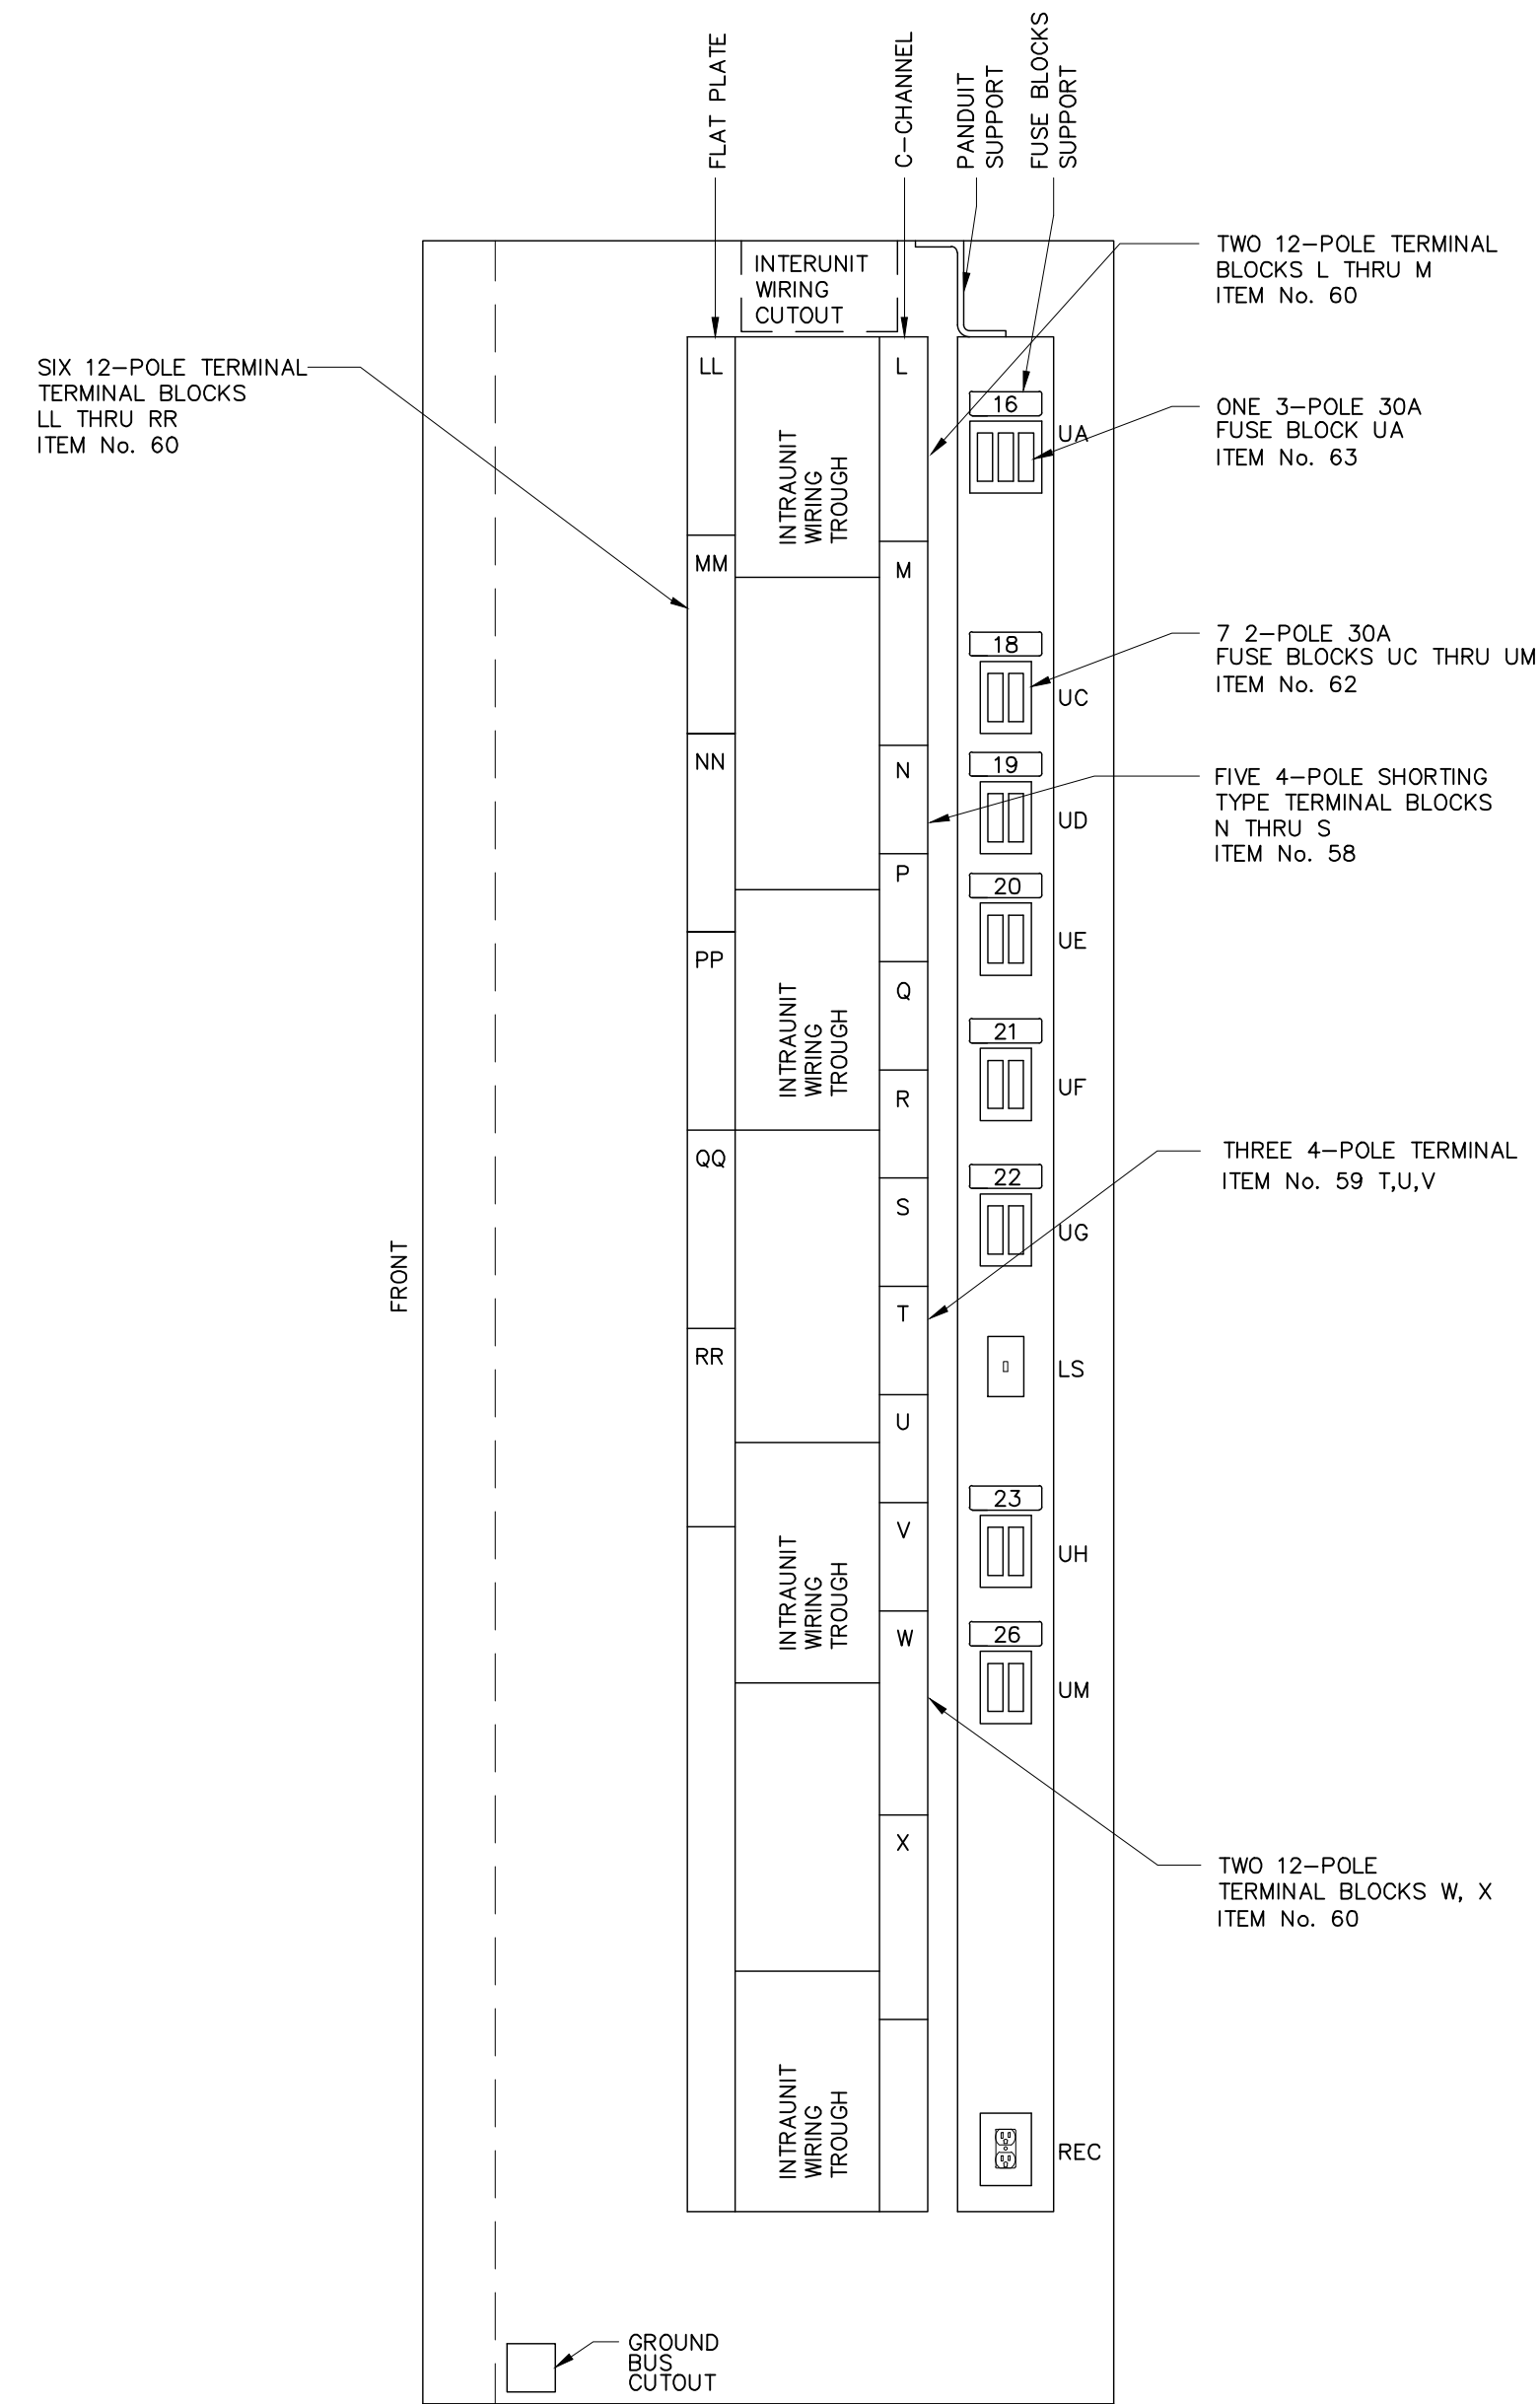 FLAT PLATE
C-CHANNEL
PANDUIT
SUPPORT
FUSE BLOCKS
SUPPORT
INTERUNIT
WIRING
CUTOUT
TWO 12-POLE TERMINAL
BLOCKS L THRU M
ITEM No. 60
SIX 12-POLE TERMINAL
TERMINAL BLOCKS
LL THRU RR
ITEM No. 60
ONE 3-POLE 30A
FUSE BLOCK UA
ITEM No. 63
7 2-POLE 30A
FUSE BLOCKS UC THRU UM
ITEM No. 62
FIVE 4-POLE SHORTING
TYPE TERMINAL BLOCKS
N THRU S
ITEM No. 58
THREE 4-POLE TERMINAL
ITEM No. 59 T,U,V
TWO 12-POLE
TERMINAL BLOCKS W, X
ITEM No. 60
FRONT
LL
MM
NN
PP
QQ
RR
INTRAUNIT
WIRING
TROUGH
INTRAUNIT
WIRING
TROUGH
INTRAUNIT
WIRING
TROUGH
INTRAUNIT
WIRING
TROUGH
L
M
N
P
Q
R
S
T
U
V
W
X
16
UA
18
UC
19
UD
20
UE
21
UF
22
UG
LS
23
UH
26
UM
REC
GROUND
BUS
CUTOUT